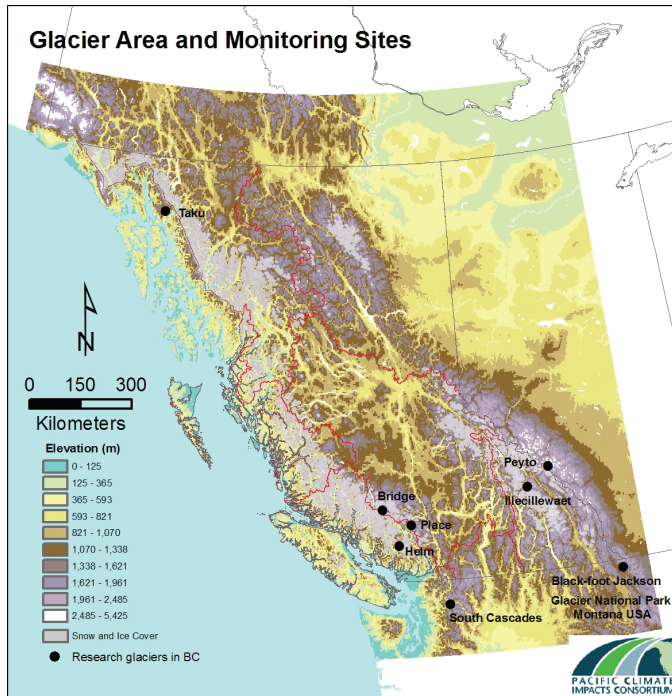 Glacier Area and Monitoring Sites
Taku
N
0 150 300
Kilometers
Elevation (m)
0 - 125
125 - 365
365 - 593
593 - 821
821 - 1,070
1,070 - 1,338
1,338 - 1,621
1,621 - 1,961
1,961 - 2,485
2,485 - 5,425
Snow and Ice Cover
Research glaciers in BC
Peyto
Illecillewaet
Bridge
Place
Helm
Black-foot Jackson
Glacier National Park
Montana USA
South Cascades
PACIFIC CLIMATE
IMPACTS CONSORTIUM